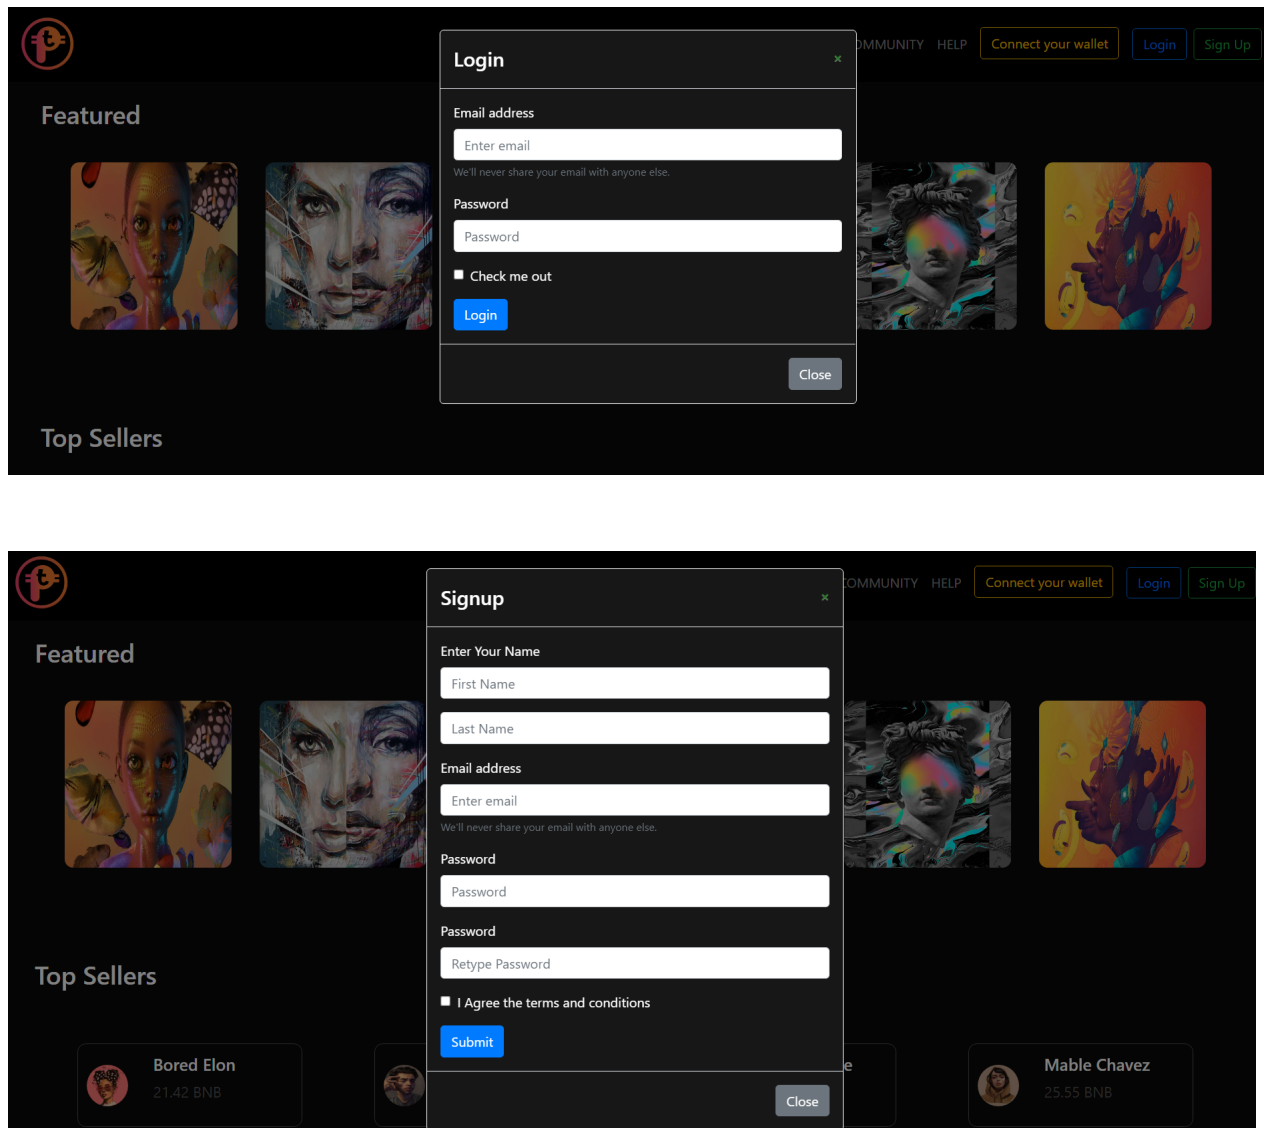 Login
×
OMMUNITY HELP Connect your wallet Login Sign Up
Featured
Email address
Enter email
We'll never share your email with anyone else.
Password
Password
Check me out
Login
Close
Top Sellers
Signup
×
COMMUNITY HELP Connect your wallet Login Sign Up
Featured
Enter Your Name
First Name
Last Name
Email address
Enter email
We'll never share your email with anyone else.
Password
Password
Password
Retype Password
I Agree the terms and conditions
Submit
Close
Top Sellers
Bored Elon
21.42 BNB
e
Mable Chavez
25.55 BNB